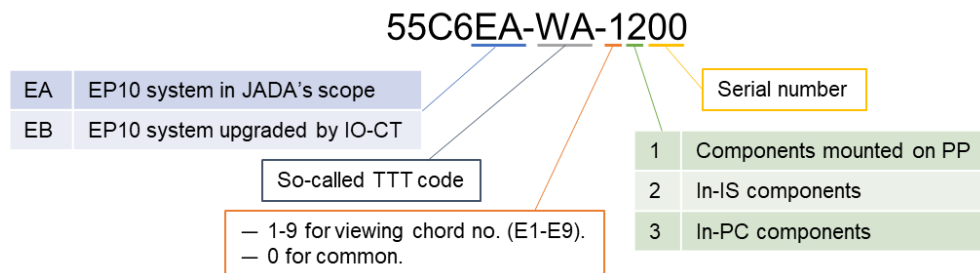 55C6EA-WA-1200
EA EP10 system in JADA’s scope
EB EP10 system upgraded by IO-CT
Serial number
So-called TTT code
1 Components mounted on PP
2 In-IS components
3 In-PC components
— 1-9 for viewing chord no. (E1-E9).
— 0 for common.